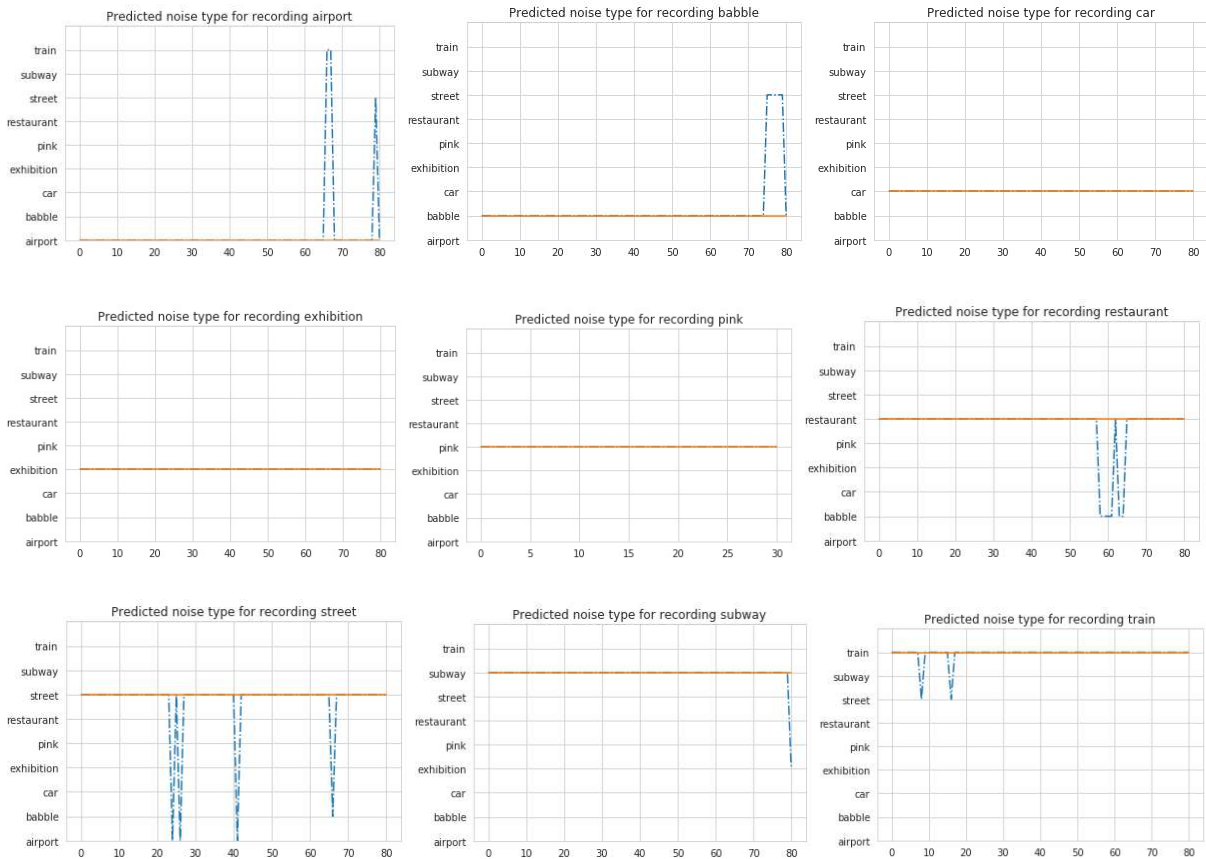 Predicted noise type for recording airport
train
subway
street
restaurant
pink
exhibition
car
babble
airport
0 10 20 30 40 50 60 70 80
Predicted noise type for recording babble
train
subway
street
restaurant
pink
exhibition
car
babble
airport
0 10 20 30 40 50 60 70 80
Predicted noise type for recording car
train
subway
street
restaurant
pink
exhibition
car
babble
airport
0 10 20 30 40 50 60 70 80
Predicted noise type for recording exhibition
train
subway
street
restaurant
pink
exhibition
car
babble
airport
0 10 20 30 40 50 60 70 80
Predicted noise type for recording pink
train
subway
street
restaurant
pink
exhibition
car
babble
airport
0 5 10 15 20 25 30
Predicted noise type for recording restaurant
train
subway
street
restaurant
pink
exhibition
car
babble
airport
0 10 20 30 40 50 60 70 80
Predicted noise type for recording street
train
subway
street
restaurant
pink
exhibition
car
babble
airport
0 10 20 30 40 50 60 70 80
Predicted noise type for recording subway
train
subway
street
restaurant
pink
exhibition
car
babble
airport
0 10 20 30 40 50 60 70 80
Predicted noise type for recording train
train
subway
street
restaurant
pink
exhibition
car
babble
airport
0 10 20 30 40 50 60 70 80